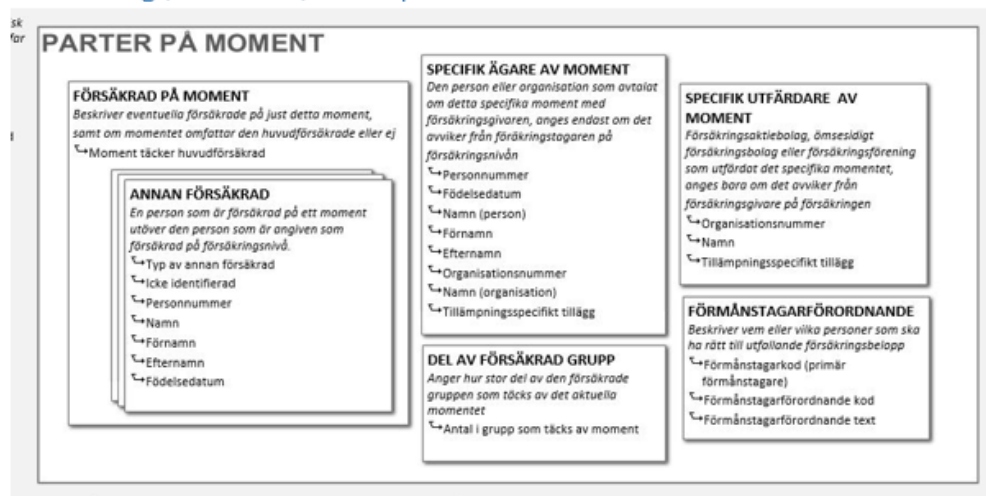 sk
far
d
PARTER PÅ MOMENT
FÖRSÄKRAD PÅ MOMENT
Beskriver eventuella försäkrade på just detta moment,
samt om momentet omfattar den huvudförsäkrade eller ej
Moment täcker huvudförsäkrad
ANNAN FÖRSÄKRAD
En person som är försäkrad på ett moment
utöver den person som är angiven som
försäkrad på försäkringsnivå.
Typ av annan försäkrad
Icke identifierad
Personnummer
Namn
Förnamn
Efternamn
Födelsedatum
SPECIFIK ÄGARE AV MOMENT
Den person eller organisation som avtalat
om detta specifika moment med
försäkringsgivaren, anges endast om det
avviker från föräkringstagaren på
försäkringsnivån
Personnummer
Födelsedatum
Namn (person)
Förnamn
Efternamn
Organisationsnummer
Namn (organisation)
Tillämpningsspecifikt tillägg
DEL AV FÖRSÄKRAD GRUPP
Anger hur stor del av den försäkrade
gruppen som täcks av det aktuella
momentet
Antal i grupp som täcks av moment
SPECIFIK UTFÄRDARE AV
MOMENT
Försäkringsaktiebolag, ömsesidigt
försäkringsbolag eller försäkringsförening
som utfärdat det specifika momentet,
anges bara om det avviker från
försäkringsgivare på försäkringen
Organisationsnummer
Namn
Tillämpningsspecifikt tillägg
FÖRMÅNSTAGARFÖRORDNANDE
Beskriver vem eller vilka personer som ska
ha rätt till utfallande försäkringsbelopp
Förmånstagarkod (primär
förmånstagare)
Förmånstagarförordnande kod
Förmånstagarförordnande text